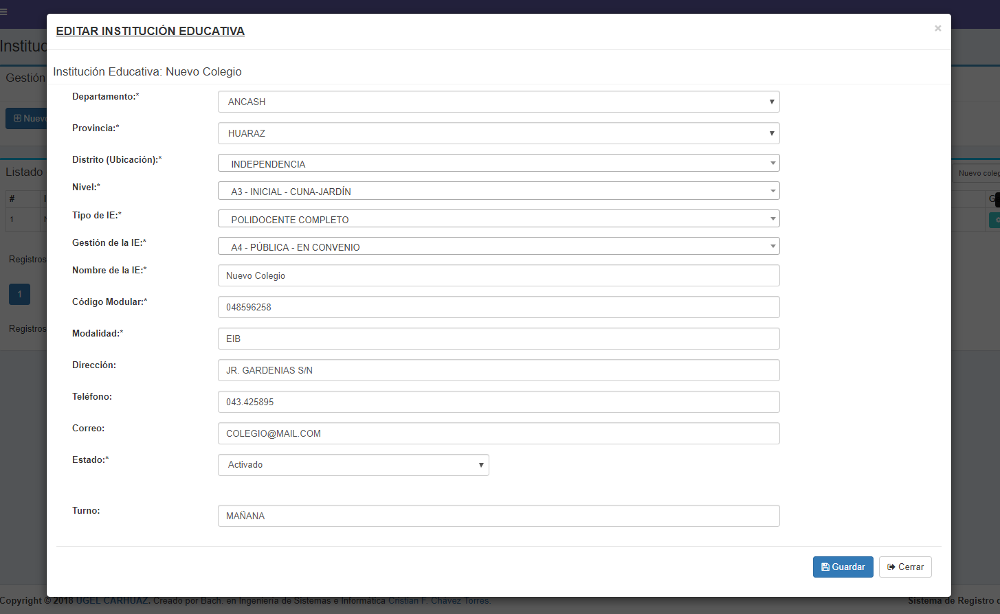 EDITAR INSTITUCIÓN EDUCATIVA
×
Institución Educativa: Nuevo Colegio
Departamento:* ANCASH
Provincia:* HUARAZ
Distrito (Ubicación):* INDEPENDENCIA
Nivel:* A3 - INICIAL - CUNA-JARDÍN
Tipo de IE:* POLIDOCENTE COMPLETO
Gestión de la IE:* A4 - PÚBLICA - EN CONVENIO
Nombre de la IE:* Nuevo Colegio
Código Modular:* 048596258
Modalidad:* EIB
Dirección: JR. GARDENIAS S/N
Teléfono: 043.425895
Correo: COLEGIO@MAIL.COM
Estado:* Activado
Turno: MAÑANA
Guardar Cerrar
Gestión
Nuevo
Listado
Nuevo coleg
#
1
Registros
1
Registros
Copyright © 2018 UGEL CARHUAZ. Creado por Bach. en Ingeniería de Sistemas e Informática Cristian F. Chávez Torres. Sistema de Registro d